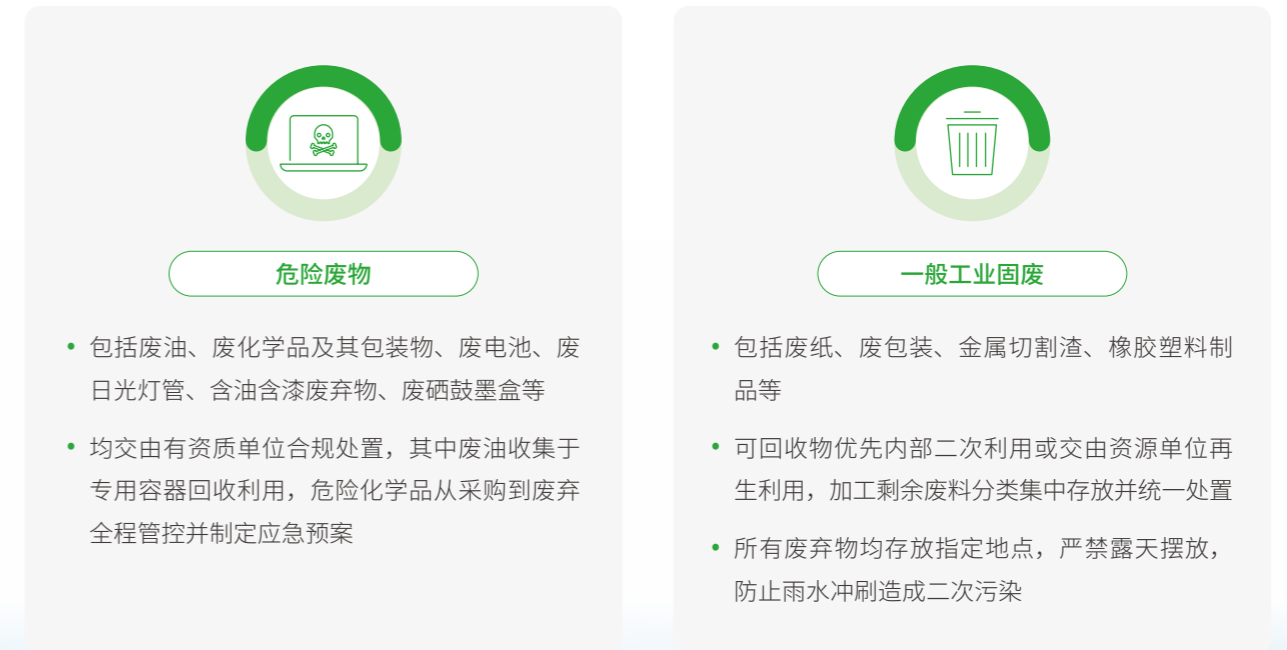 危险废物
• 包括废油、废化学品及其包装物、废电池、废
日光灯管、含油含漆废弃物、废硒鼓墨盒等
• 均交由有资质单位合规处置，其中废油收集于
专用容器回收利用，危险化学品从采购到废弃
全程管控并制定应急预案
一般工业固废
• 包括废纸、废包装、金属切割渣、橡胶塑料制
品等
• 可回收物优先内部二次利用或交由资源单位再
生利用，加工剩余废料分类集中存放并统一处置
• 所有废弃物均存放指定地点，严禁露天摆放，
防止雨水冲刷造成二次污染